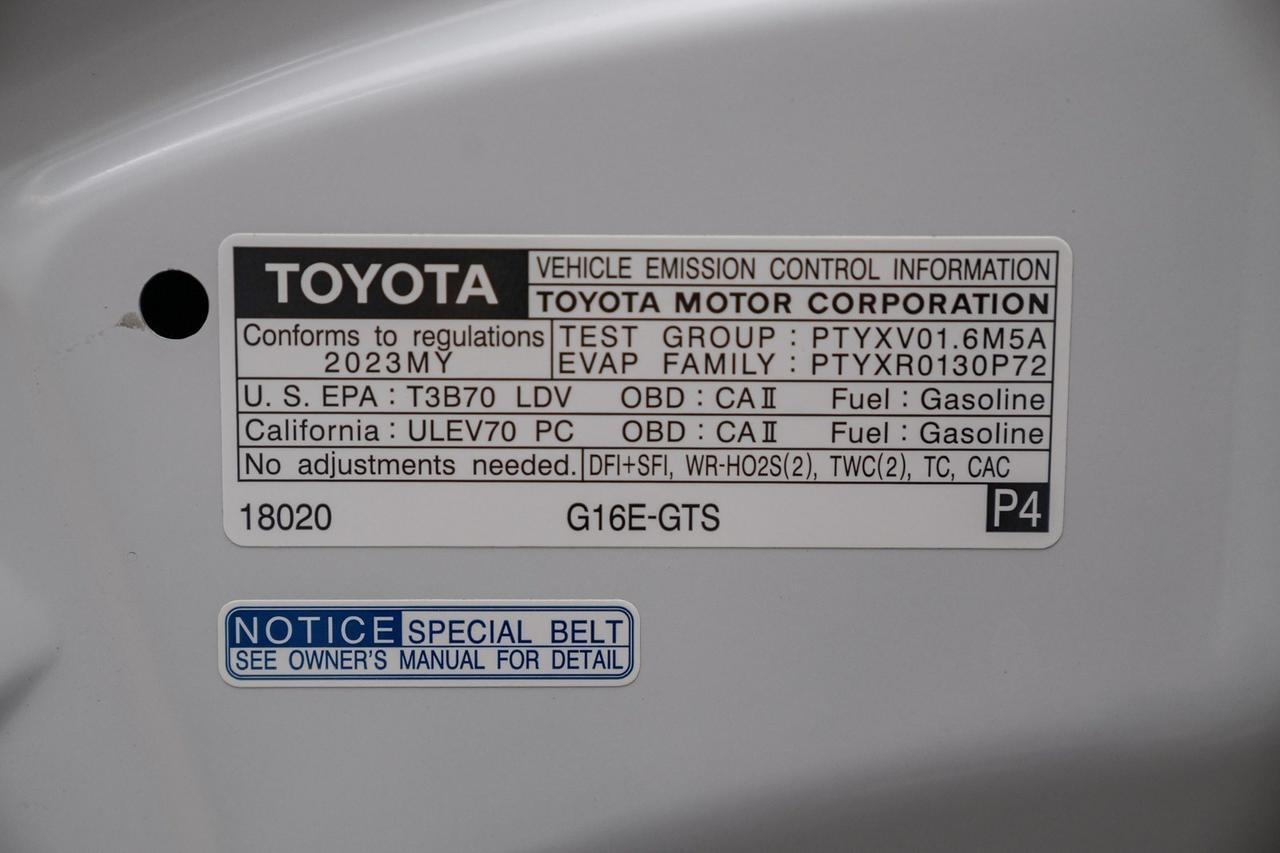 TOYOTA
VEHICLE EMISSION CONTROL INFORMATION
TOYOTA MOTOR CORPORATION
Conforms to regulations
2023MY
TEST GROUP : PTYXV01.6M5A
EVAP FAMILY : PTYXR0130P72
U. S. EPA : T3B70 LDV OBD : CAⅡ Fuel : Gasoline
California : ULEV70 PC OBD : CAⅡ Fuel : Gasoline
No adjustments needed. DFI+SFI, WR-HO2S(2), TWC(2), TC, CAC
18020 G16E-GTS P4
NOTICE SPECIAL BELT
SEE OWNER'S MANUAL FOR DETAIL